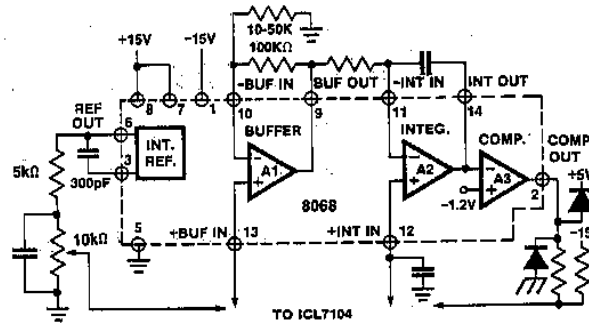 10-50K
100KΩ
+15V
-15V
-BUF IN
BUF OUT
-INT IN
INT OUT
REF OUT
8
7
1
10
9
11
14
6
BUFFER
INTEG.
COMP.
COMP OUT
INT. REF.
3
5kΩ
300pF
A1
A2
A3
2
+5V
-1.2V
8068
-15V
5
+BUF IN
13
+INT IN
12
10kΩ
TO ICL7104